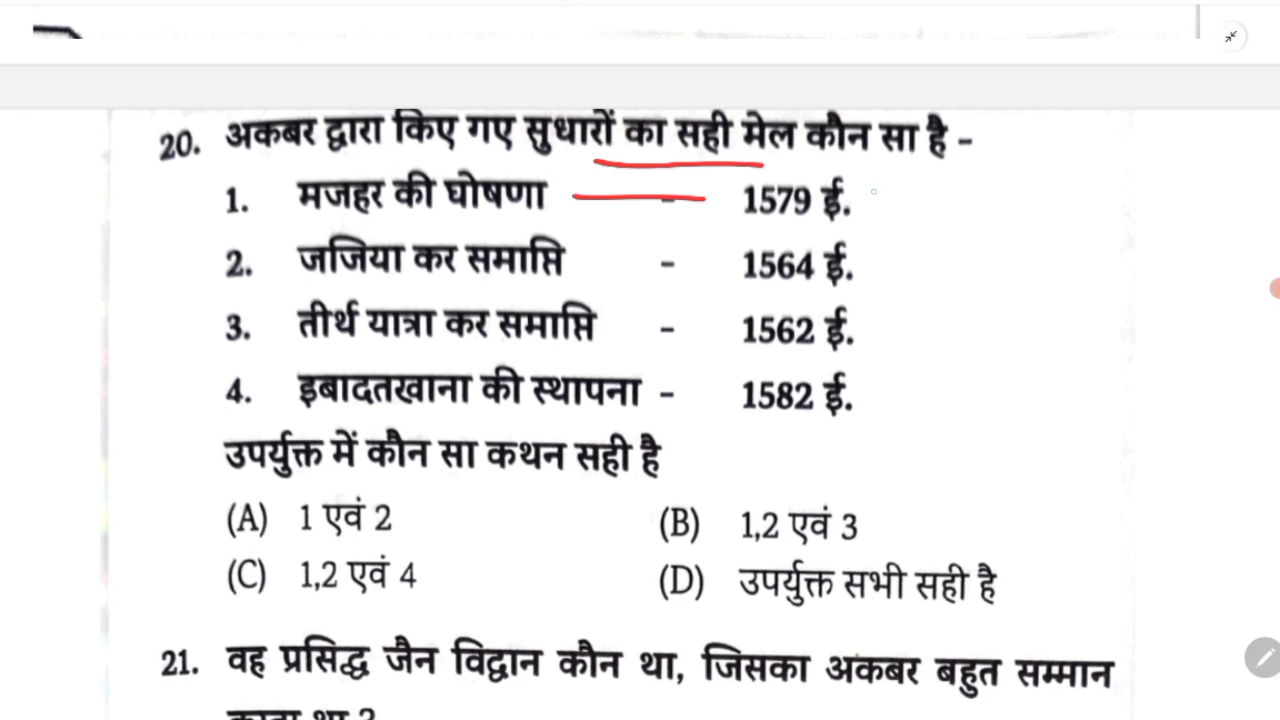 20. अकबर द्वारा किए गए सुधारों का सही मेल कौन सा है -
1. मजहर की घोषणा - 1579 ई.
2. जजिया कर समाप्ति - 1564 ई.
3. तीर्थ यात्रा कर समाप्ति - 1562 ई.
4. इबादतखाना की स्थापना - 1582 ई.
उपर्युक्त में कौन सा कथन सही है
(A) 1 एवं 2 (B) 1,2 एवं 3
(C) 1,2 एवं 4 (D) उपर्युक्त सभी सही है
21. वह प्रसिद्ध जैन विद्वान कौन था, जिसका अकबर बहुत सम्मान